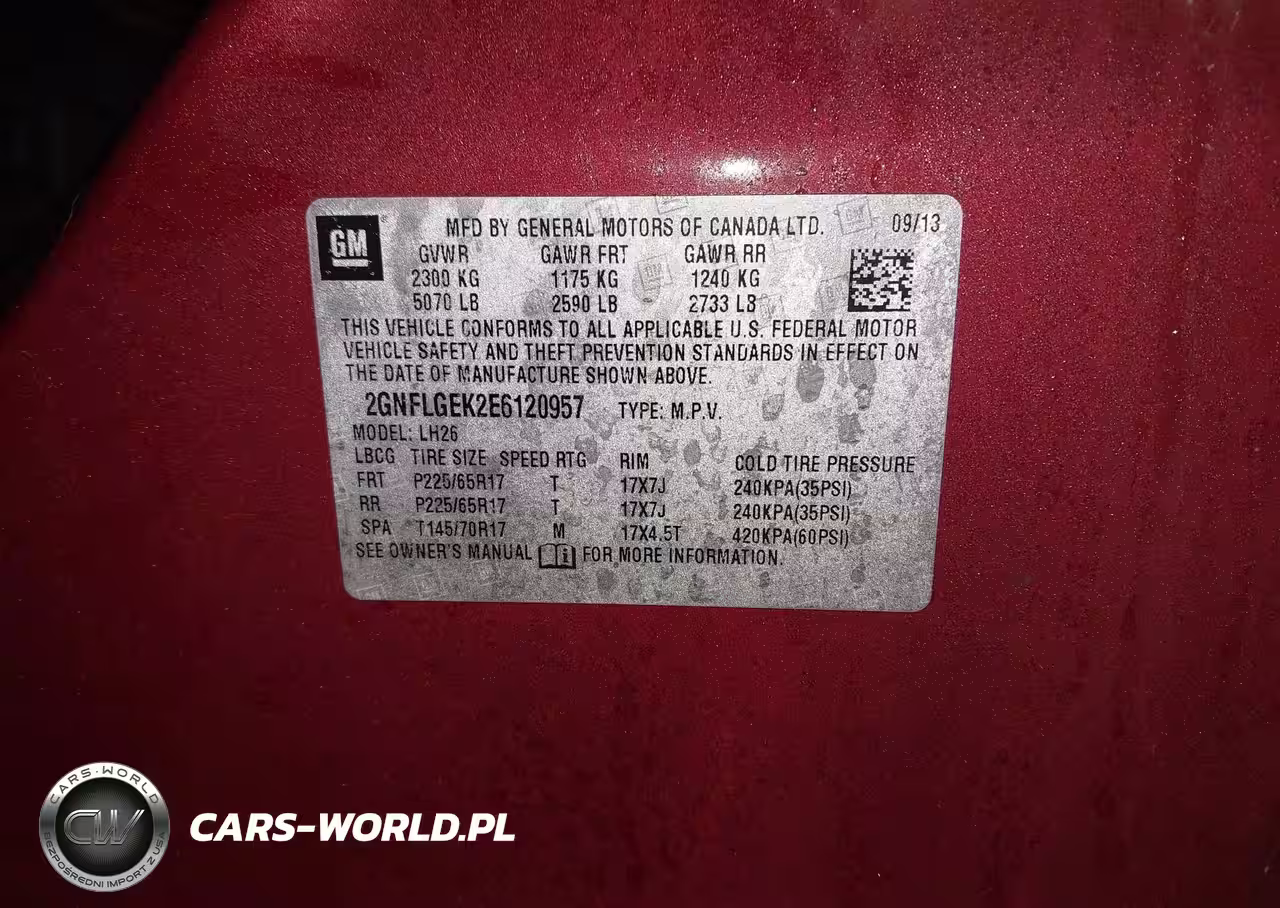 GM
MFD BY GENERAL MOTORS OF CANADA LTD. 09/13
GVWR GAWR FRT GAWR RR
2300 KG 1175 KG 1240 KG
5070 LB 2590 LB 2733 LB
THIS VEHICLE CONFORMS TO ALL APPLICABLE U.S. FEDERAL MOTOR
VEHICLE SAFETY AND THEFT PREVENTION STANDARDS IN EFFECT ON
THE DATE OF MANUFACTURE SHOWN ABOVE.
2GNFLGEK2E6120957 TYPE: M.P.V.
MODEL: LH26
LBCG TIRE SIZE SPEED RTG RIM COLD TIRE PRESSURE
FRT P225/65R17 T 17X7J 240KPA(35PSI)
RR P225/65R17 T 17X7J 240KPA(35PSI)
SPA T145/70R17 M 17X4.5T 420KPA(60PSI)
SEE OWNER'S MANUAL FOR MORE INFORMATION.
CARS-WORLD
CW
BEZPOŚREDNI IMPORT Z USA
CARS-WORLD.PL